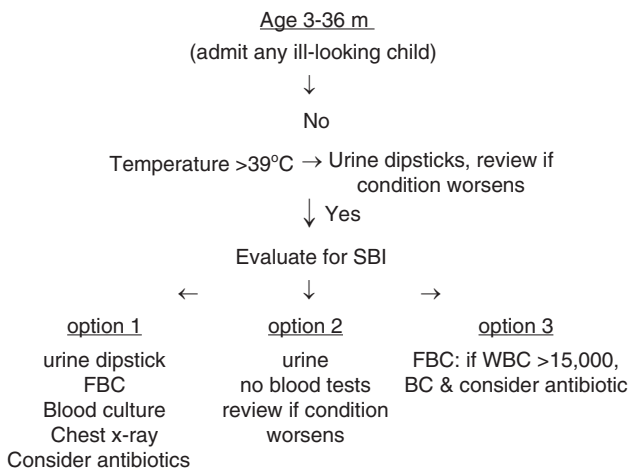 Age 3-36 m
(admit any ill-looking child)
↓
No
Temperature >39°C → Urine dipsticks, review if
condition worsens
↓ Yes
Evaluate for SBI
← ↓ →
option 1
urine dipstick
FBC
Blood culture
Chest x-ray
Consider antibiotics
option 2
urine
no blood tests
review if condition
worsens
option 3
FBC: if WBC >15,000,
BC & consider antibiotic